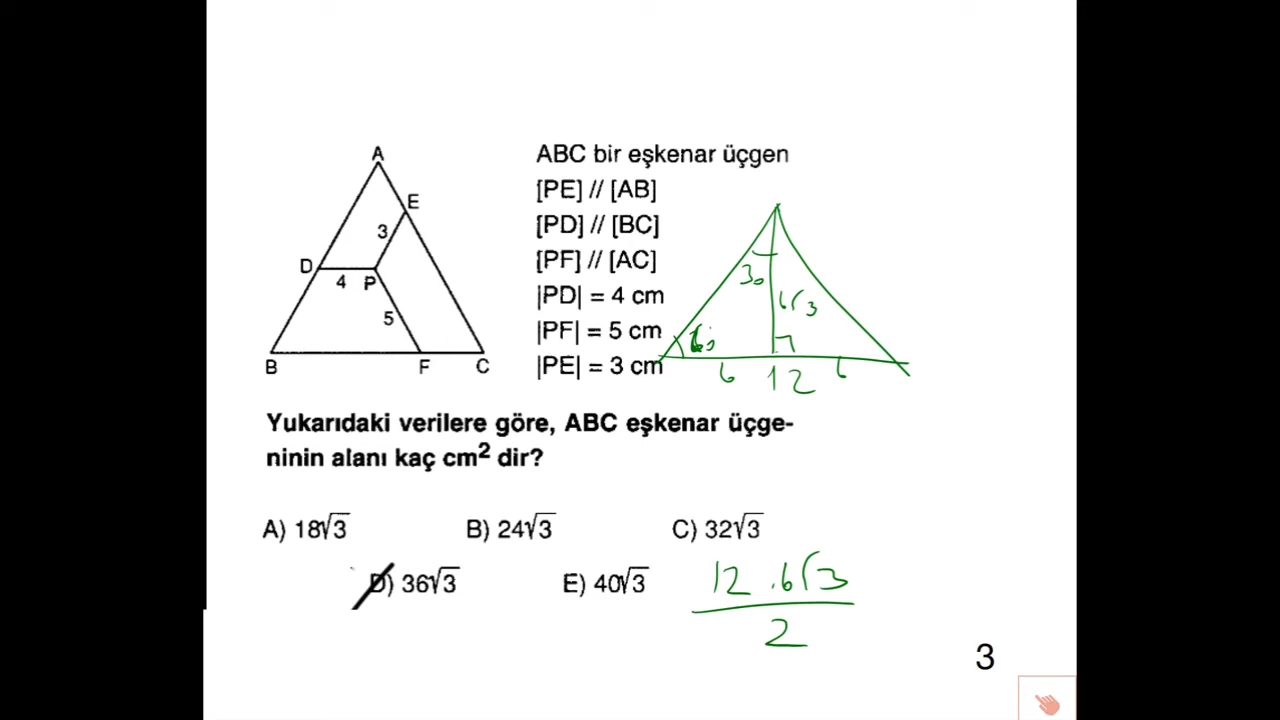 A
E
3
D
4
P
5
B
F
C
ABC bir eşkenar üçgen
[PE] // [AB]
[PD] // [BC]
[PF] // [AC]
|PD| = 4 cm
|PF| = 5 cm
|PE| = 3 cm
30
6√3
60
6
12
6
Yukarıdaki verilere göre, ABC eşkenar üçge-
ninin alanı kaç cm² dir?
A) 18√3
B) 24√3
C) 32√3
D) 36√3
E) 40√3
12 .6√3
2
3